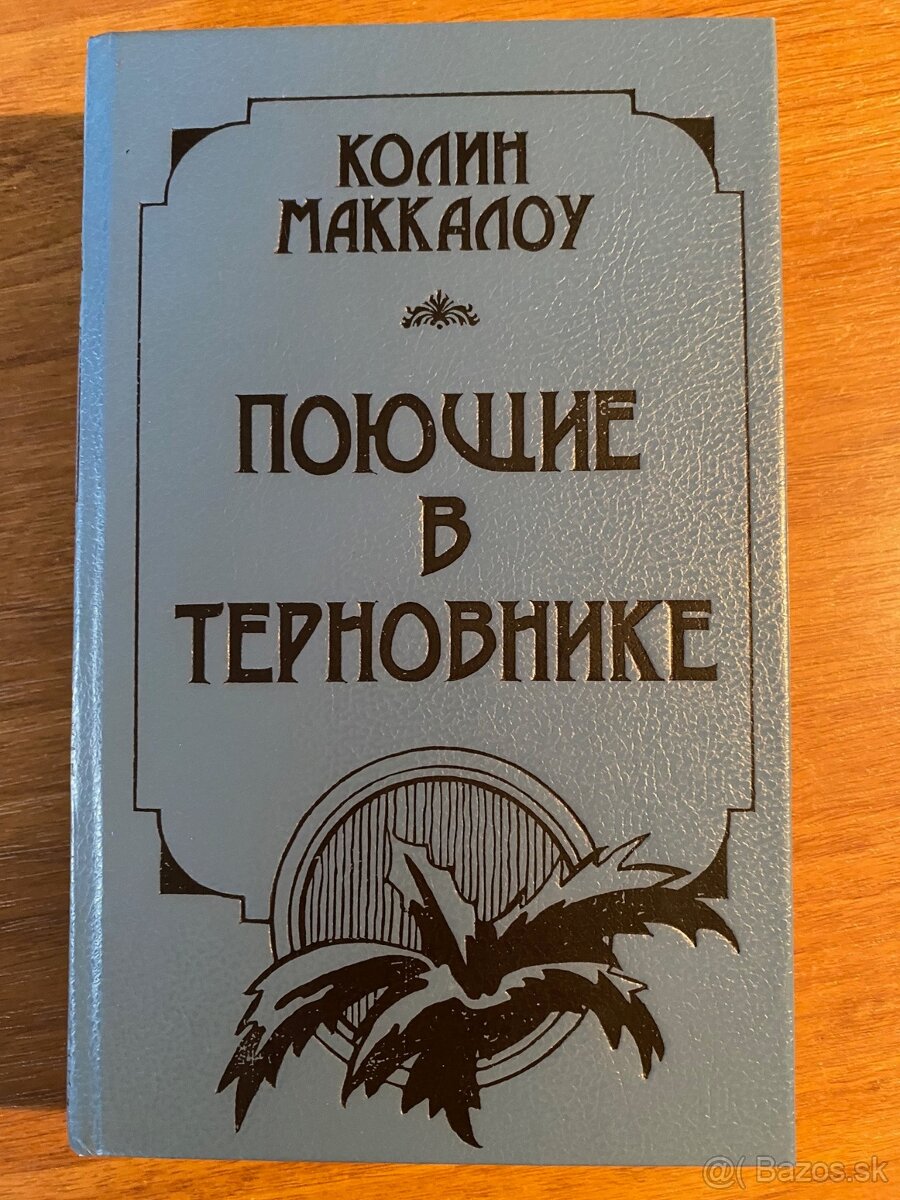 КОЛИН
МАККАЛОУ
ПОЮЩИЕ
В
ТЕРНОВНИКЕ
@( Bazos.sk